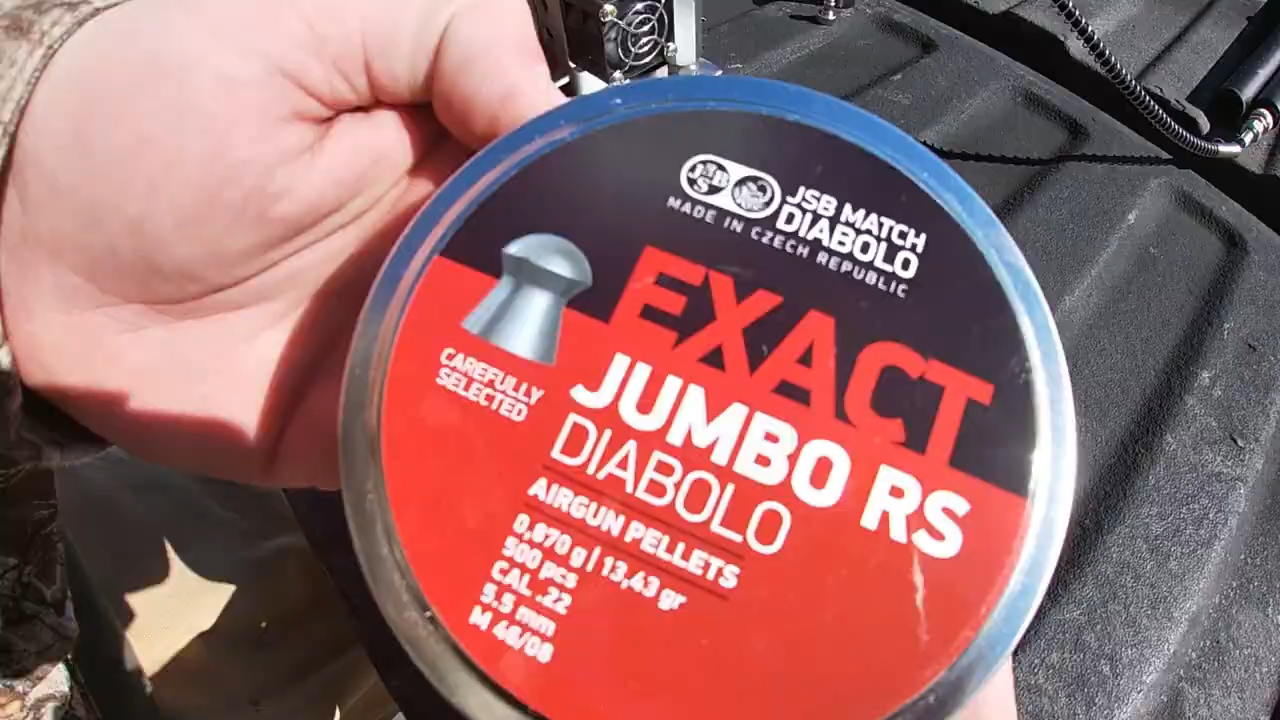 JSB
JSB MATCH
DIABOLO
MADE IN CZECH REPUBLIC
EXACT
JUMBO RS
DIABOLO
CAREFULLY
SELECTED
AIRGUN PELLETS
0,870 g | 13,43 gr
500 pcs
CAL .22
5.5 mm
M 46/08